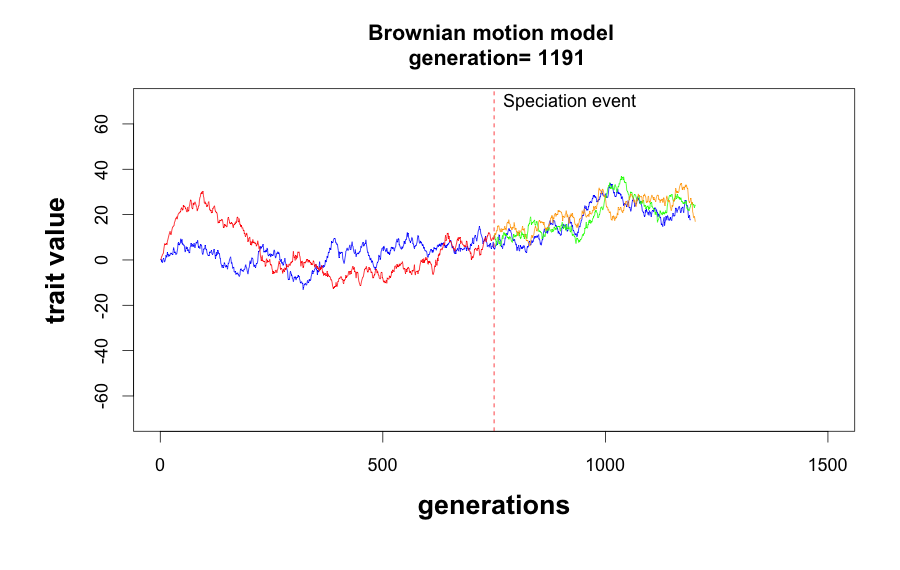 Brownian motion model
generation= 1191
Speciation event
trait value
60
40
20
0
-20
-40
-60
0 500 1000 1500
generations